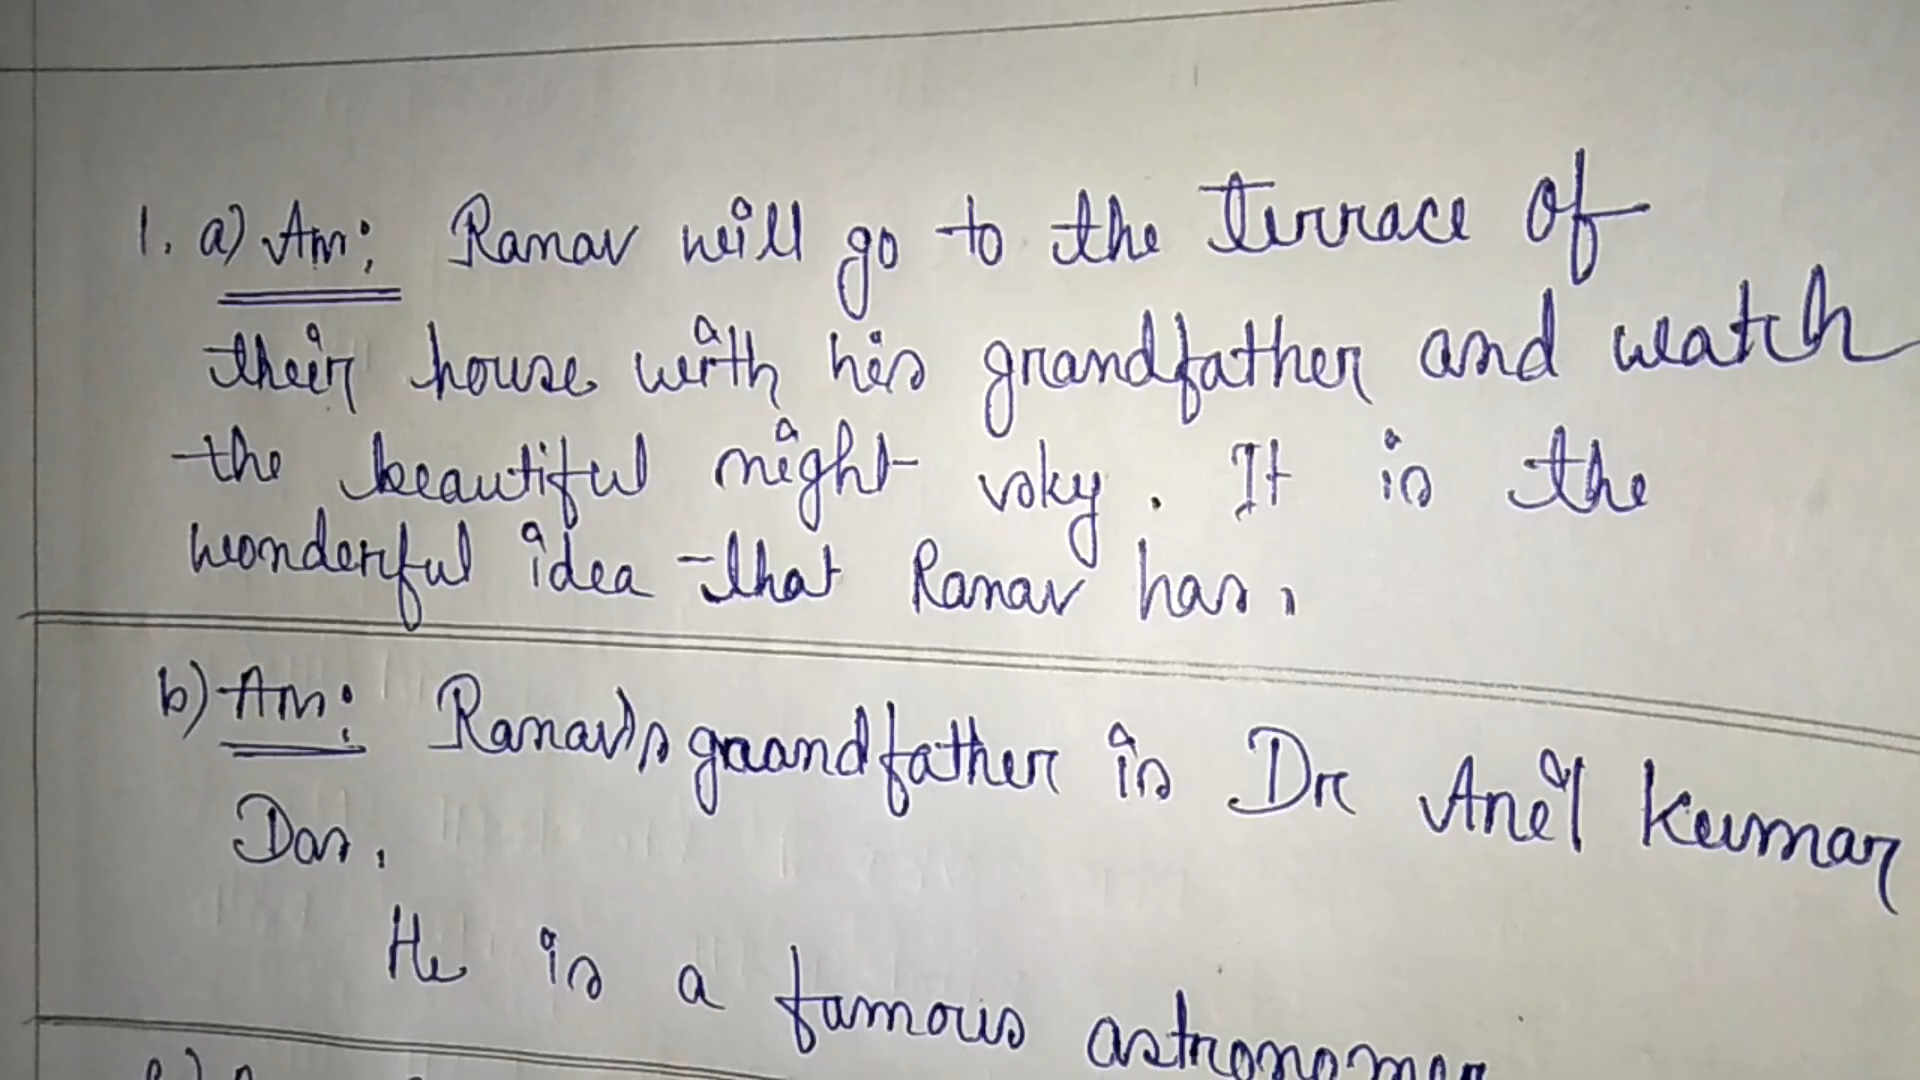 1. a) Ans: Ranav will go to the terrace of
their house with his grandfather and watch
the beautiful night sky. It is the
wonderful idea that Ranav has.
b) Ans: Ranav's graandfather is Dr Anil Kumar
Das.
He is a famous astronomer
c)